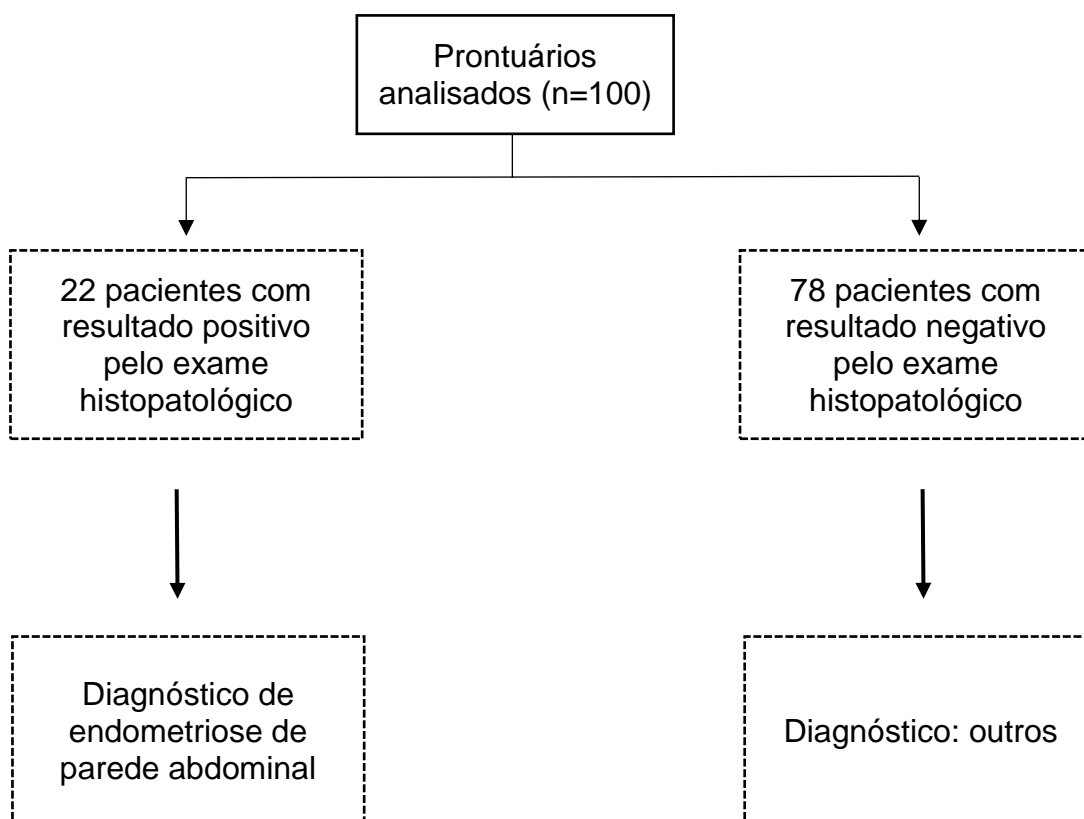 Prontuários
analisados (n=100)
22 pacientes com
resultado positivo
pelo exame
histopatológico
78 pacientes com
resultado negativo
pelo exame
histopatológico
Diagnóstico de
endometriose de
parede abdominal
Diagnóstico: outros